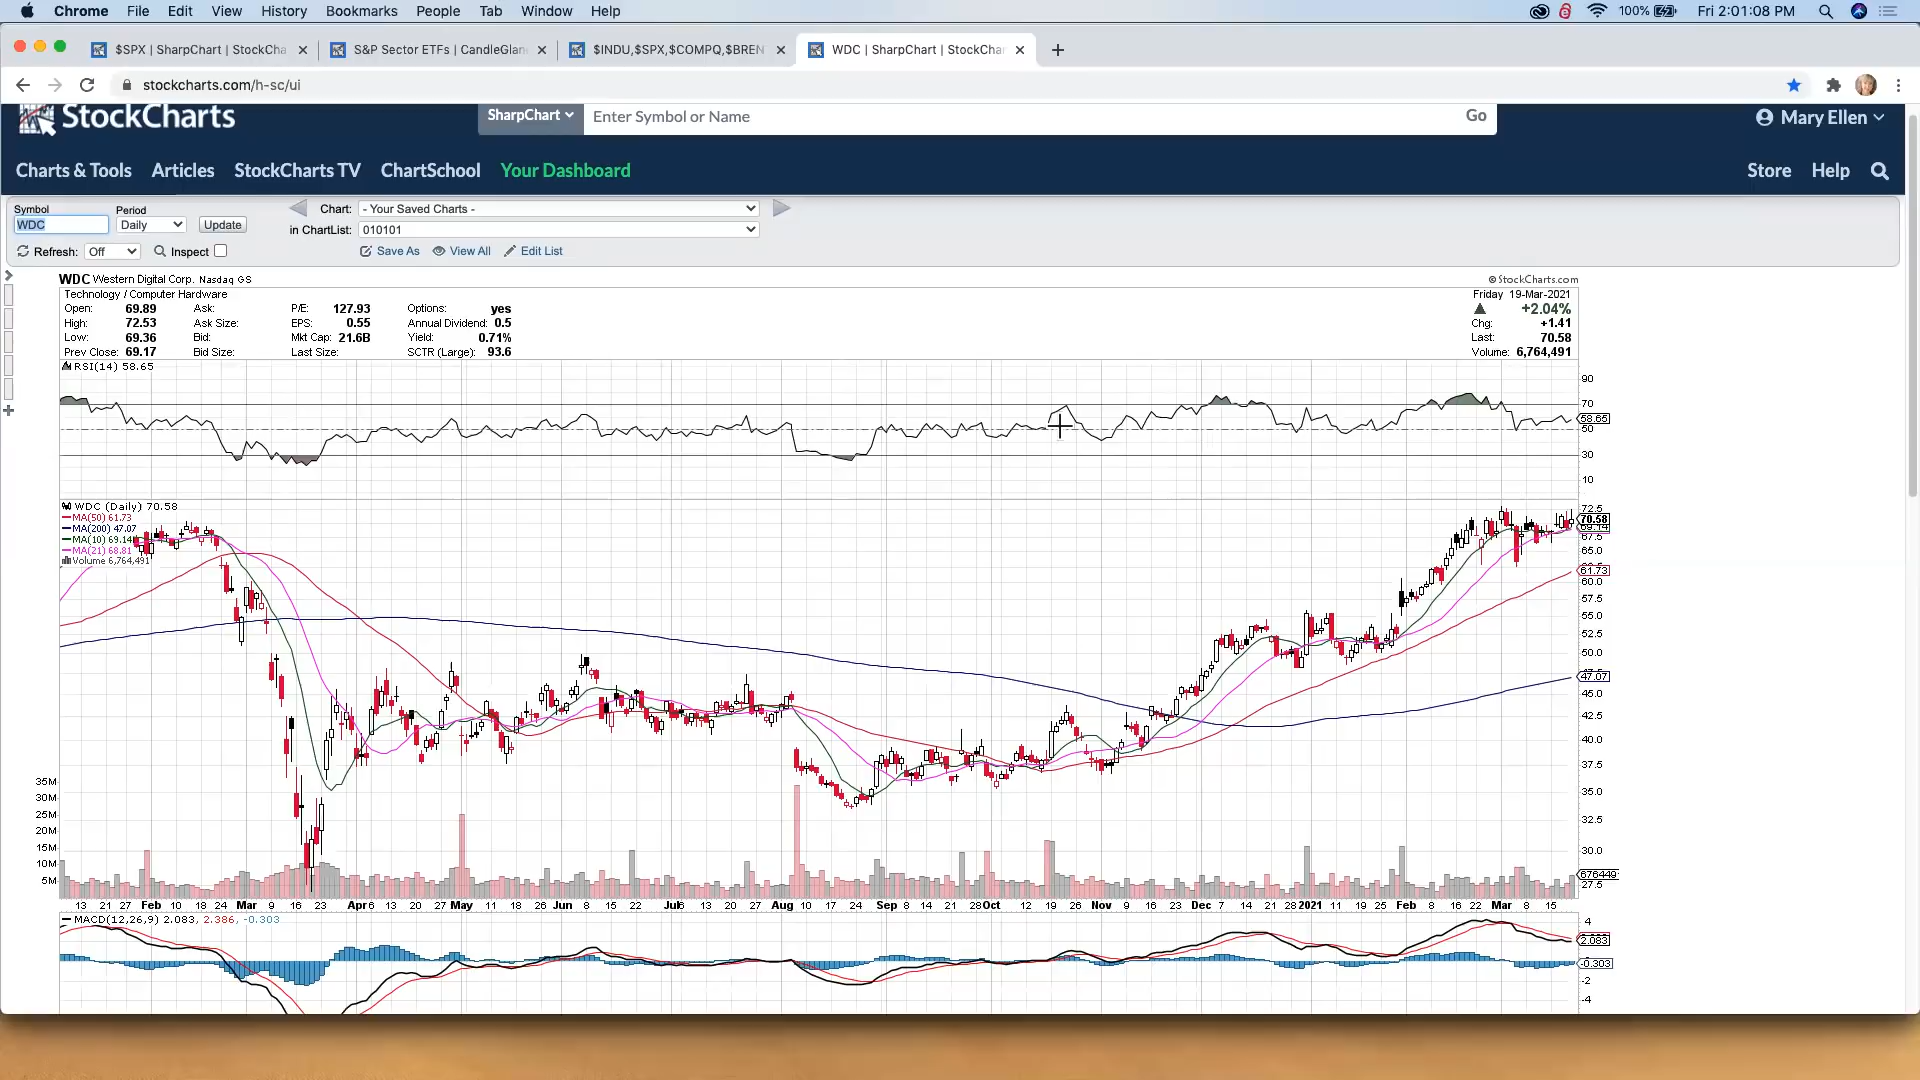 Chrome File Edit View History Bookmarks People Tab Window Help 100% Fri 2:01:08 PM
$SPX | SharpChart | StockCha S&P Sector ETFs | CandleGlan $INDU,$SPX,$COMPQ,$BREN WDC | SharpChart | StockChar
stockcharts.com/h-sc/ui
StockCharts SharpChart Enter Symbol or Name Go Mary Ellen
Charts & Tools Articles StockCharts TV ChartSchool Your Dashboard Store Help
Symbol Period Chart: - Your Saved Charts -
WDC Daily Update in ChartList: 010101
Refresh: Off Inspect Save As View All Edit List
WDC Western Digital Corp. Nasdaq GS © StockCharts.com
Technology / Computer Hardware Friday 19-Mar-2021
Open: 69.89 Ask: P/E: 127.93 Options: yes +2.04%
High: 72.53 Ask Size: EPS: 0.55 Annual Dividend: 0.5 Chg: +1.41
Low: 69.36 Bid: Mkt Cap: 21.6B Yield: 0.71% Last: 70.58
Prev Close: 69.17 Bid Size: Last Size: SCTR (Large): 93.6 Volume: 6,764,491
RSI(14) 58.65
90
70
58.65
50
30
10
WDC (Daily) 70.58
MA(50) 61.73
MA(200) 47.07
MA(10) 69.14
MA(21) 68.81
Volume 6,764,491
72.5
70.58
69.14
67.5
65.0
61.73
60.0
57.5
55.0
52.5
50.0
47.07
45.0
42.5
40.0
37.5
35.0
32.5
30.0
676449
27.5
35M
30M
25M
20M
15M
10M
5M
13 21 27 Feb 10 18 24 Mar 9 16 23 Apr 6 13 20 May 11 18 26 Jun 8 15 22 Jul 6 13 20 27 Aug 10 17 24 Sep 8 14 21 28 Oct 12 19 26 Nov 9 16 23 Dec 7 14 21 28 2021 11 19 25 Feb 8 16 22 Mar 8 15
MACD(12,26,9) 2.083, 2.386, -0.303
4
2.083
-0.303
-2
-4